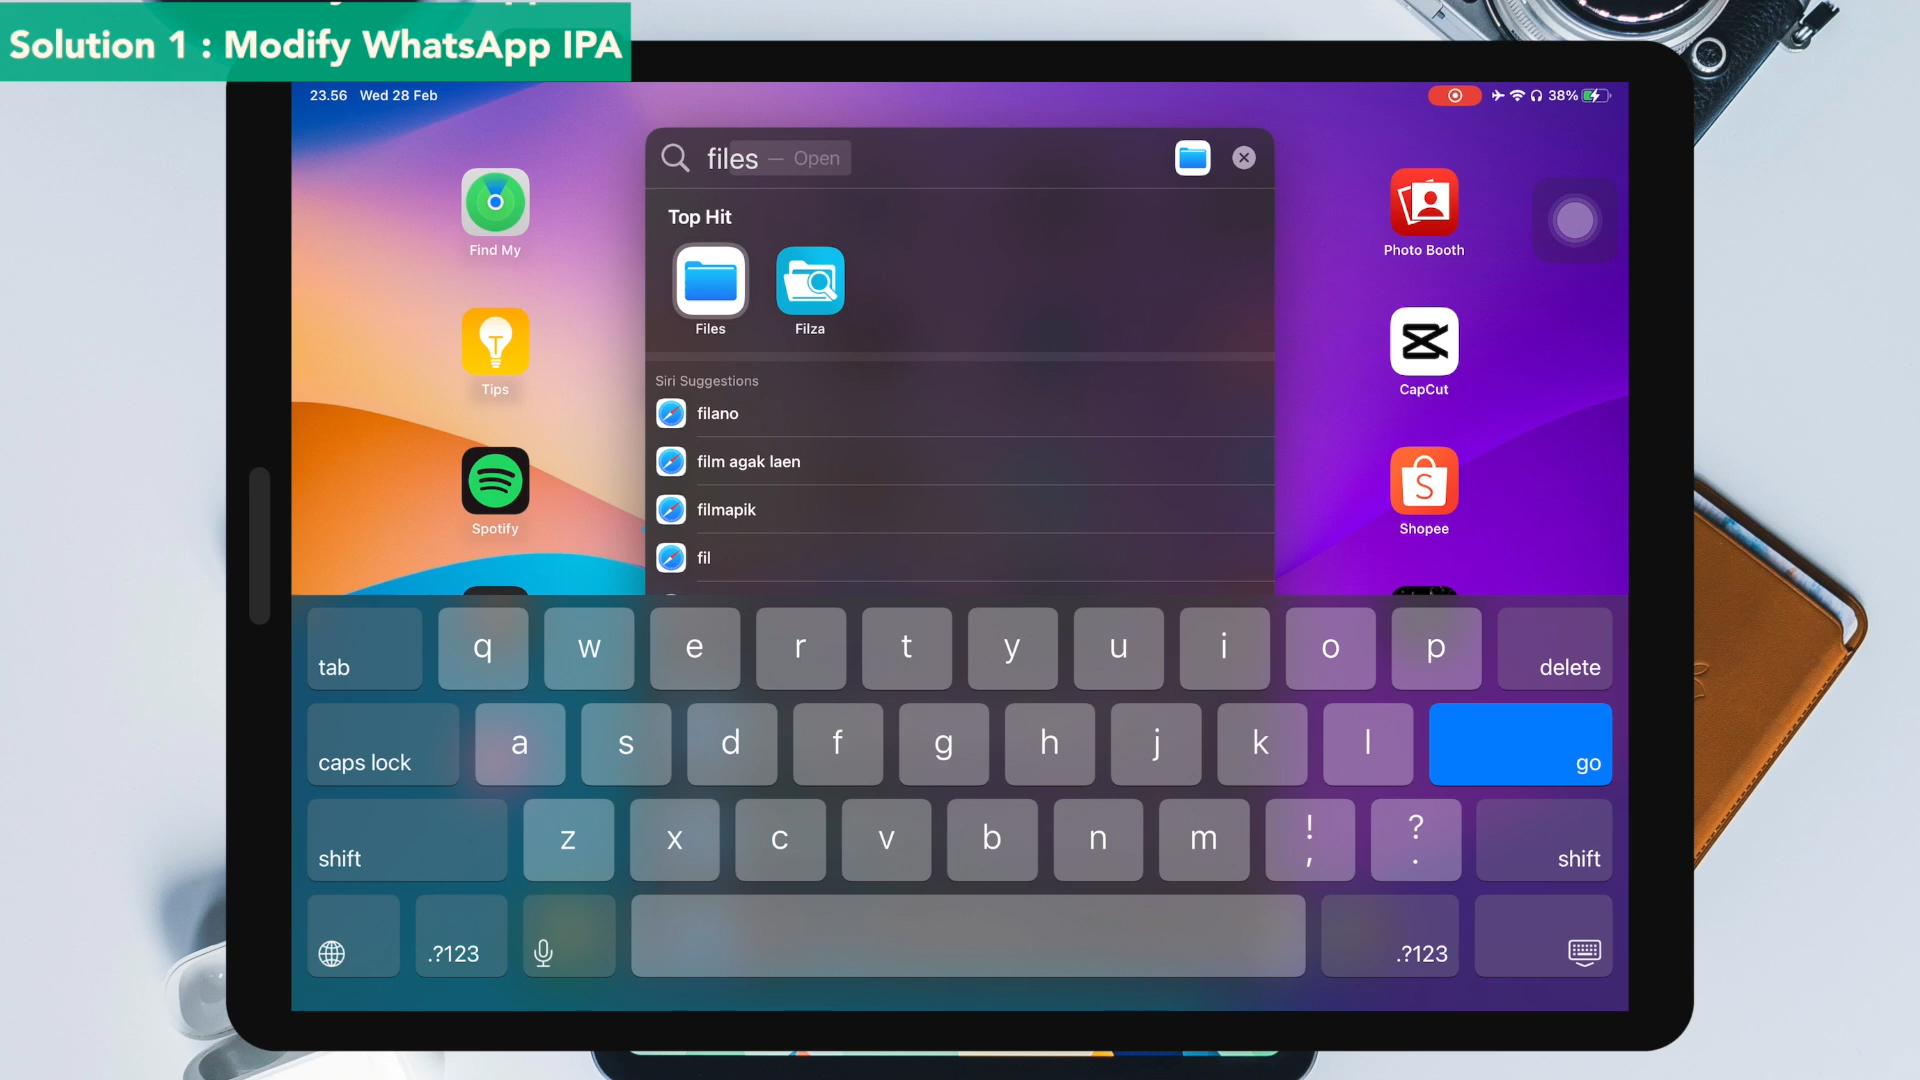 Solution 1 : Modify WhatsApp IPA
23.56 Wed 28 Feb
38%
files — Open
Top Hit
Files
Filza
Siri Suggestions
filano
film agak laen
filmapik
fil
Find My
Tips
Spotify
Photo Booth
CapCut
Shopee
tab q w e r t y u i o p delete
caps lock a s d f g h j k l go
shift z x c v b n m ! , ? . shift
.?123 .?123